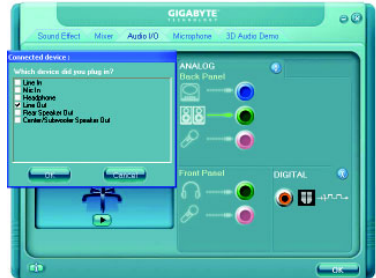 GIGABYTE
TECHNOLOGY
Sound Effect
Mixer
Audio I/O
Microphone
3D Audio Demo
Connected device :
Which device did you plug in?
Line In
Mic In
Headphone
Line Out
Rear Speaker Out
Center/Subwoofer Speaker Out
OK
Cancel
ANALOG
Back Panel
Front Panel
DIGITAL
OK